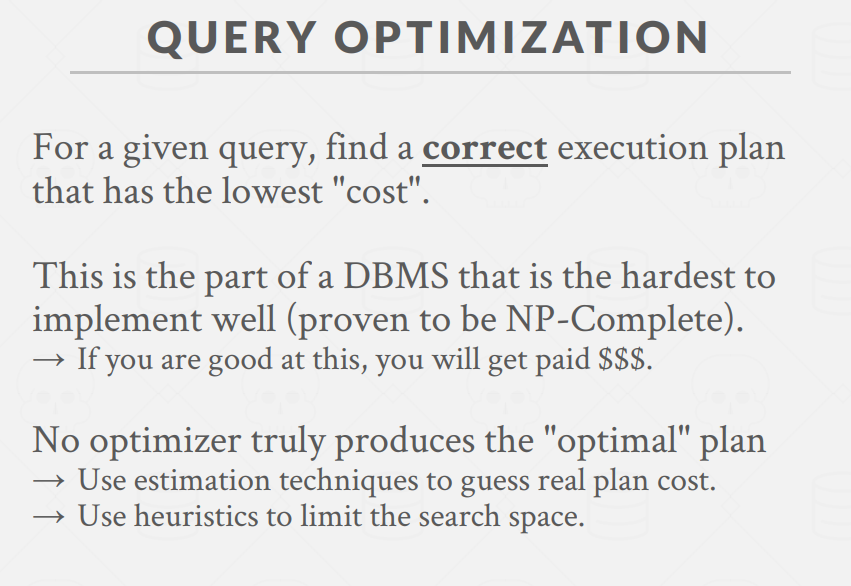 QUERY OPTIMIZATION
For a given query, find a correct execution plan
that has the lowest "cost".
This is the part of a DBMS that is the hardest to
implement well (proven to be NP-Complete).
→ If you are good at this, you will get paid $$$.
No optimizer truly produces the "optimal" plan
→ Use estimation techniques to guess real plan cost.
→ Use heuristics to limit the search space.